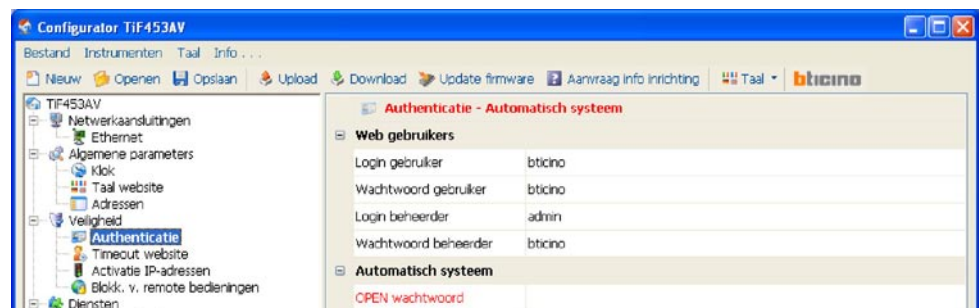 Configurator TiF453AV
Bestand Instrumenten Taal Info . . .
Nieuw Openen Opslaan Upload Download Update firmware Aanvraag info inrichting Taal bticino
TiF453AV
Netwerkaansluitingen
Ethernet
Algemene parameters
Klok
Taal website
Adressen
Veiligheid
Authenticatie
Timeout website
Activatie IP-adressen
Blokk. v. remote bedieningen
Diensten
Authenticatie - Automatisch systeem
Web gebruikers
Login gebruiker bticino
Wachtwoord gebruiker bticino
Login beheerder admin
Wachtwoord beheerder bticino
Automatisch systeem
OPEN wachtwoord